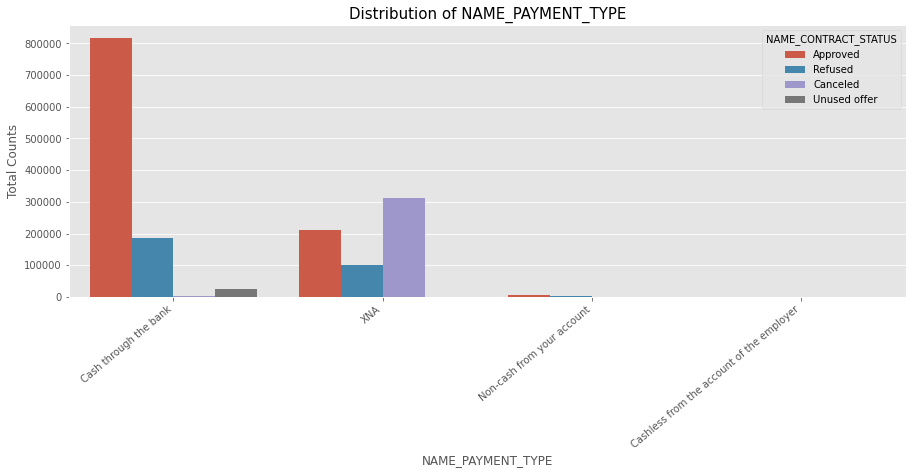 Distribution of NAME_PAYMENT_TYPE
NAME_CONTRACT_STATUS
Approved
Refused
Canceled
Unused offer
Total Counts
800000
700000
600000
500000
400000
300000
200000
100000
0
Cash through the bank
XNA
Non-cash from your account
Cashless from the account of the employer
NAME_PAYMENT_TYPE